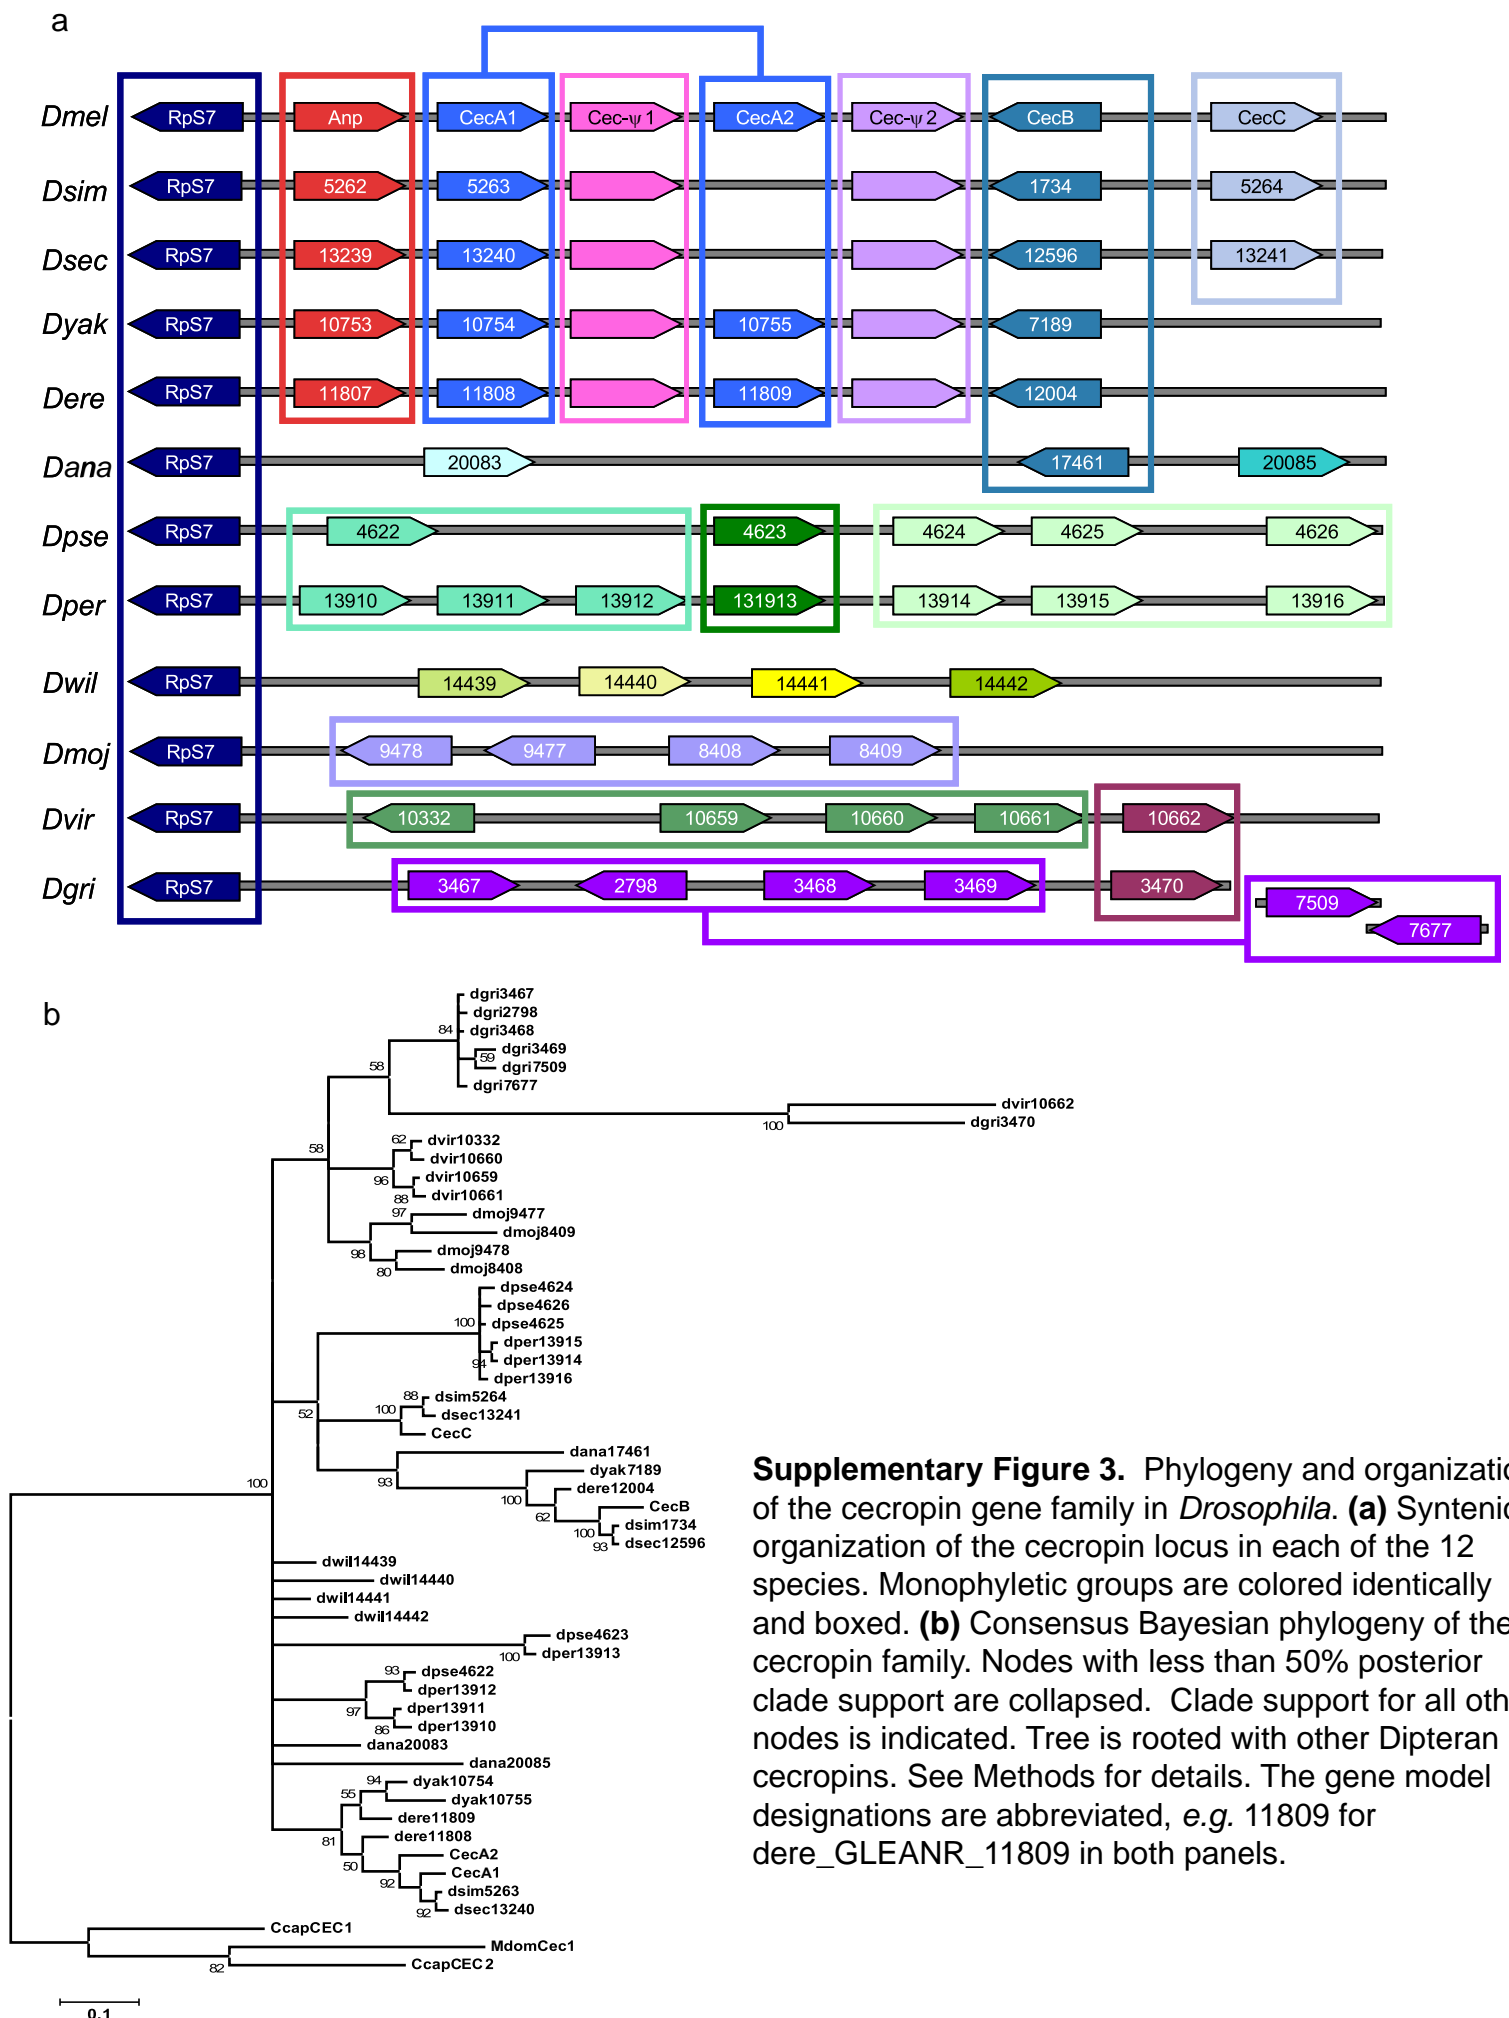 a
Dmel RpS7 Anp CecA1 Cec-ψ 1 CecA2 Cec-ψ 2 CecB CecC
Dsim RpS7 5262 5263 1734 5264
Dsec RpS7 13239 13240 12596 13241
Dyak RpS7 10753 10754 10755 7189
Dere RpS7 11807 11808 11809 12004
Dana RpS7 20083 17461 20085
Dpse RpS7 4622 4623 4624 4625 4626
Dper RpS7 13910 13911 13912 131913 13914 13915 13916
Dwil RpS7 14439 14440 14441 14442
Dmoj RpS7 9478 9477 8408 8409
Dvir RpS7 10332 10659 10660 10661 10662
Dgri RpS7 3467 2798 3468 3469 3470
7509
7677
b
dgri3467
dgri2798
84 dgri3468
dgri3469
59
dgri7509
58
dgri7677
dvir10662
100 dgri3470
58
62 dvir10332
dvir10660
96 dvir10659
88 dvir10661
97 dmoj9477
dmoj8409
98 dmoj9478
80 dmoj8408
dpse4624
dpse4626
100 dpse4625
dper13915
94 dper13914
dper13916
88 dsim5264
100 dsec13241
52
CecC
dana17461
93 dyak7189
100 dere12004
62 CecB
100 dsim1734
93 dsec12596
100
dwil14439
dwil14440
dwil14441
dwil14442
dpse4623
100 dper13913
93 dpse4622
dper13912
97 dper13911
86 dper13910
dana20083
dana20085
94 dyak10754
55 dyak10755
dere11809
81 dere11808
50 CecA2
92 CecA1
dsim5263
92 dsec13240
CcapCEC1
MdomCec1
82 CcapCEC2
0.1
Supplementary Figure 3. Phylogeny and organizatio
of the cecropin gene family in Drosophila. (a) Syntenic
organization of the cecropin locus in each of the 12
species. Monophyletic groups are colored identically
and boxed. (b) Consensus Bayesian phylogeny of the
cecropin family. Nodes with less than 50% posterior
clade support are collapsed. Clade support for all oth
nodes is indicated. Tree is rooted with other Dipteran
cecropins. See Methods for details. The gene model
designations are abbreviated, e.g. 11809 for
dere_GLEANR_11809 in both panels.